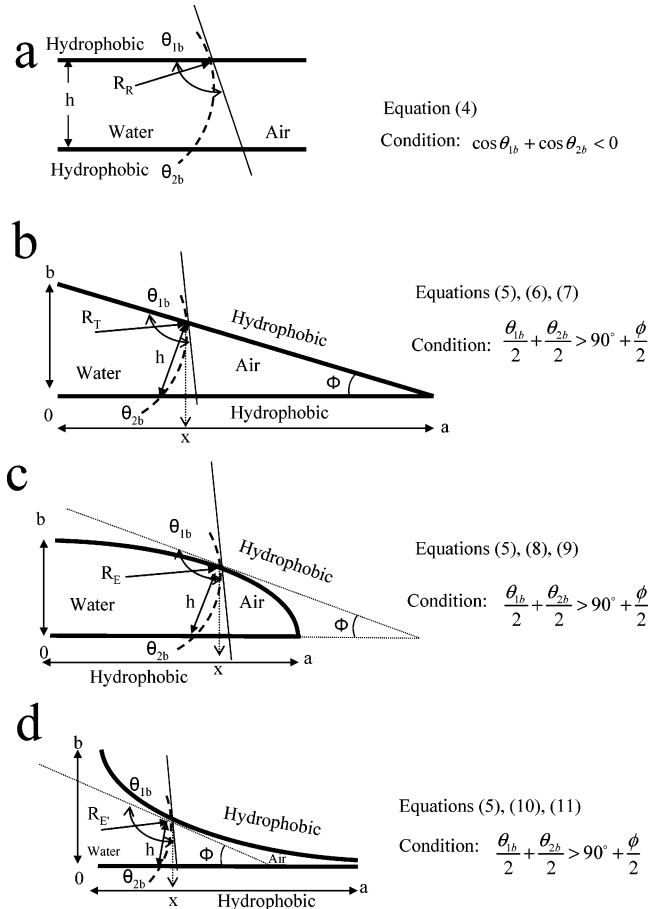 a
Hydrophobic
θ1b
RR
h
Water
Air
Hydrophobic
θ2b
Equation (4)
Condition: cosθ1b + cosθ2b < 0
b
b
θ1b
Hydrophobic
RT
h
Water
Air
Φ
0
θ2b
Hydrophobic
x
a
Equations (5), (6), (7)
Condition: θ1b/2 + θ2b/2 > 90° + ϕ/2
c
b
θ1b
Hydrophobic
RE
h
Water
Air
Φ
0
θ2b
x
a
Hydrophobic
Equations (5), (8), (9)
Condition: θ1b/2 + θ2b/2 > 90° + ϕ/2
d
b
θ1b
Hydrophobic
RE'
Water
h
Φ
Air
0
θ2b
x
Hydrophobic
a
Equations (5), (10), (11)
Condition: θ1b/2 + θ2b/2 > 90° + ϕ/2